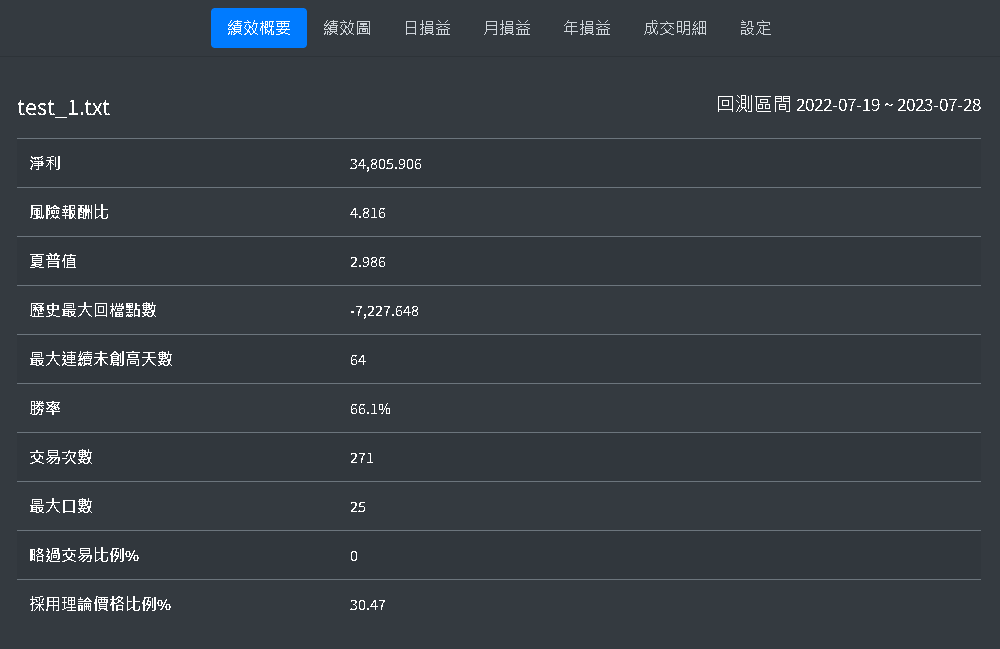 績效概要 績效圖 日損益 月損益 年損益 成交明細 設定
test_1.txt 回測區間 2022-07-19 ~ 2023-07-28
淨利 34,805.906
風險報酬比 4.816
夏普值 2.986
歷史最大回檔點數 -7,227.648
最大連續未創高天數 64
勝率 66.1%
交易次數 271
最大口數 25
略過交易比例% 0
採用理論價格比例% 30.47